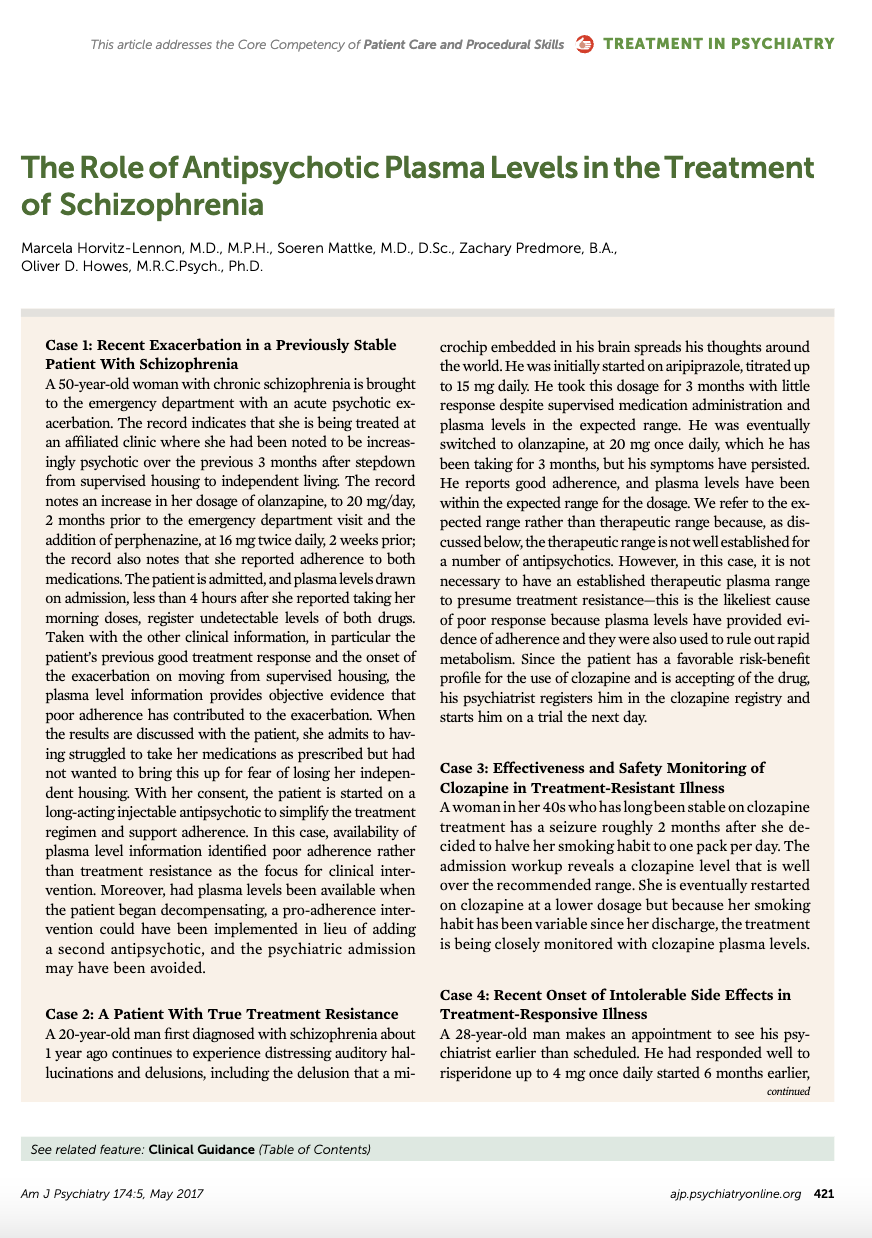 This article addresses the Core Competency of Patient Care and Procedural Skills TREATMENT IN PSYCHIATRY
The Role of Antipsychotic Plasma Levels in the Treatment
of Schizophrenia
Marcela Horvitz-Lennon, M.D., M.P.H., Soeren Mattke, M.D., D.Sc., Zachary Predmore, B.A.,
Oliver D. Howes, M.R.C.Psych., Ph.D.
Case 1: Recent Exacerbation in a Previously Stable
Patient With Schizophrenia
A 50-year-old woman with chronic schizophrenia is brought
to the emergency department with an acute psychotic ex-
acerbation. The record indicates that she is being treated at
an affiliated clinic where she had been noted to be increas-
ingly psychotic over the previous 3 months after stepdown
from supervised housing to independent living. The record
notes an increase in her dosage of olanzapine, to 20 mg/day,
2 months prior to the emergency department visit and the
addition of perphenazine, at 16 mg twice daily, 2 weeks prior;
the record also notes that she reported adherence to both
medications. The patient is admitted, and plasma levels drawn
on admission, less than 4 hours after she reported taking her
morning doses, register undetectable levels of both drugs.
Taken with the other clinical information, in particular the
patient's previous good treatment response and the onset of
the exacerbation on moving from supervised housing, the
plasma level information provides objective evidence that
poor adherence has contributed to the exacerbation. When
the results are discussed with the patient, she admits to hav-
ing struggled to take her medications as prescribed but had
not wanted to bring this up for fear of losing her indepen-
dent housing. With her consent, the patient is started on a
long-acting injectable antipsychotic to simplify the treatment
regimen and support adherence. In this case, availability of
plasma level information identified poor adherence rather
than treatment resistance as the focus for clinical inter-
vention. Moreover, had plasma levels been available when
the patient began decompensating, a pro-adherence inter-
vention could have been implemented in lieu of adding
a second antipsychotic, and the psychiatric admission
may have been avoided.
Case 2: A Patient With True Treatment Resistance
A 20-year-old man first diagnosed with schizophrenia about
1 year ago continues to experience distressing auditory hal-
lucinations and delusions, including the delusion that a mi-
crochip embedded in his brain spreads his thoughts around
the world. He was initially started on aripiprazole, titrated up
to 15 mg daily. He took this dosage for 3 months with little
response despite supervised medication administration and
plasma levels in the expected range. He was eventually
switched to olanzapine, at 20 mg once daily, which he has
been taking for 3 months, but his symptoms have persisted.
He reports good adherence, and plasma levels have been
within the expected range for the dosage. We refer to the ex-
pected range rather than therapeutic range because, as dis-
cussed below, the therapeutic range is not well established for
a number of antipsychotics. However, in this case, it is not
necessary to have an established therapeutic plasma range
to presume treatment resistance—this is the likeliest cause
of poor response because plasma levels have provided evi-
dence of adherence and they were also used to rule out rapid
metabolism. Since the patient has a favorable risk-benefit
profile for the use of clozapine and is accepting of the drug,
his psychiatrist registers him in the clozapine registry and
starts him on a trial the next day.
Case 3: Effectiveness and Safety Monitoring of
Clozapine in Treatment-Resistant Illness
A woman in her 40s who has long been stable on clozapine
treatment has a seizure roughly 2 months after she de-
cided to halve her smoking habit to one pack per day. The
admission workup reveals a clozapine level that is well
over the recommended range. She is eventually restarted
on clozapine at a lower dosage but because her smoking
habit has been variable since her discharge, the treatment
is being closely monitored with clozapine plasma levels.
Case 4: Recent Onset of Intolerable Side Effects in
Treatment-Responsive Illness
A 28-year-old man makes an appointment to see his psy-
chiatrist earlier than scheduled. He had responded well to
risperidone up to 4 mg once daily started 6 months earlier,
continued
See related feature: Clinical Guidance (Table of Contents)
Am J Psychiatry 174:5, May 2017 ajp.psychiatryonline.org 421